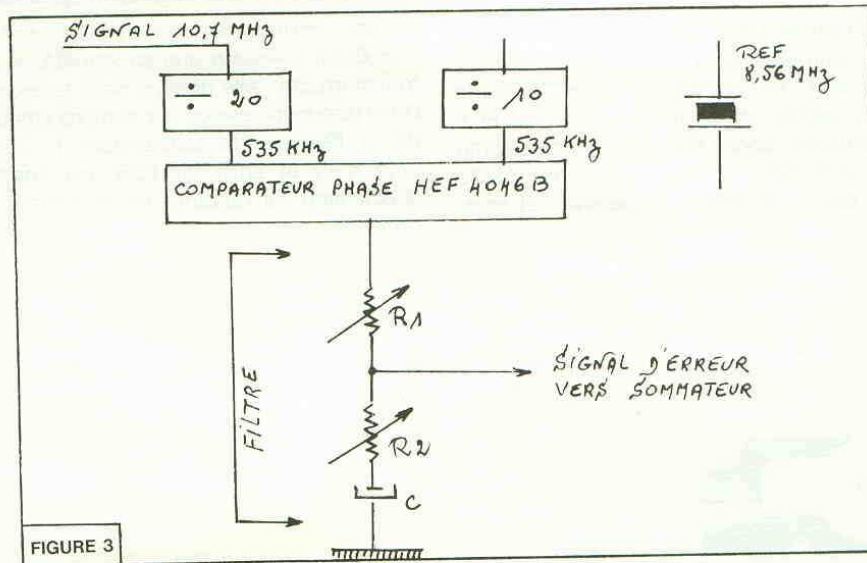 SIGNAL 10,7 MHZ
÷ 20
÷ 10
REF
8,56 MHZ
535 KHZ
535 KHZ
COMPARATEUR PHASE HEF 4046B
R1
SIGNAL D'ERREUR
VERS SOMMATEUR
FILTRE
R2
C
FIGURE 3